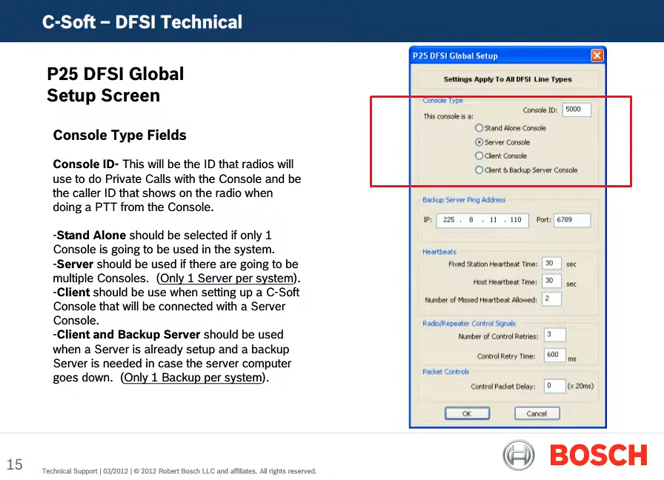 C-Soft – DFSI Technical
P25 DFSI Global
Setup Screen
Console Type Fields
Console ID- This will be the ID that radios will
use to do Private Calls with the Console and be
the caller ID that shows on the radio when
doing a PTT from the Console.
-Stand Alone should be selected if only 1
Console is going to be used in the system.
-Server should be used if there are going to be
multiple Consoles. (Only 1 Server per system).
-Client should be use when setting up a C-Soft
Console that will be connected with a Server
Console.
-Client and Backup Server should be used
when a Server is already setup and a backup
Server is needed in case the server computer
goes down. (Only 1 Backup per system).
P25 DFSI Global Setup
Settings Apply To All DFSI Line Types
Console Type
Console ID: 5000
This console is a:
Stand Alone Console
Server Console
Client Console
Client & Backup Server Console
Backup Server Ping Address
IP: 225 . 8 . 11 . 110 Port: 6789
Heartbeats
Fixed Station Heartbeat Time: 30 sec
Host Heartbeat Time: 30 sec
Number of Missed Heartbeat Allowed: 2
Radio/Repeater Control Signals
Number of Control Retries: 3
Control Retry Time: 600 ms
Packet Controls
Control Packet Delay: 0 (x 20ms)
OK Cancel
15
Technical Support | 02/2012 | © 2012 Robert Bosch LLC and affiliates. All rights reserved.
BOSCH